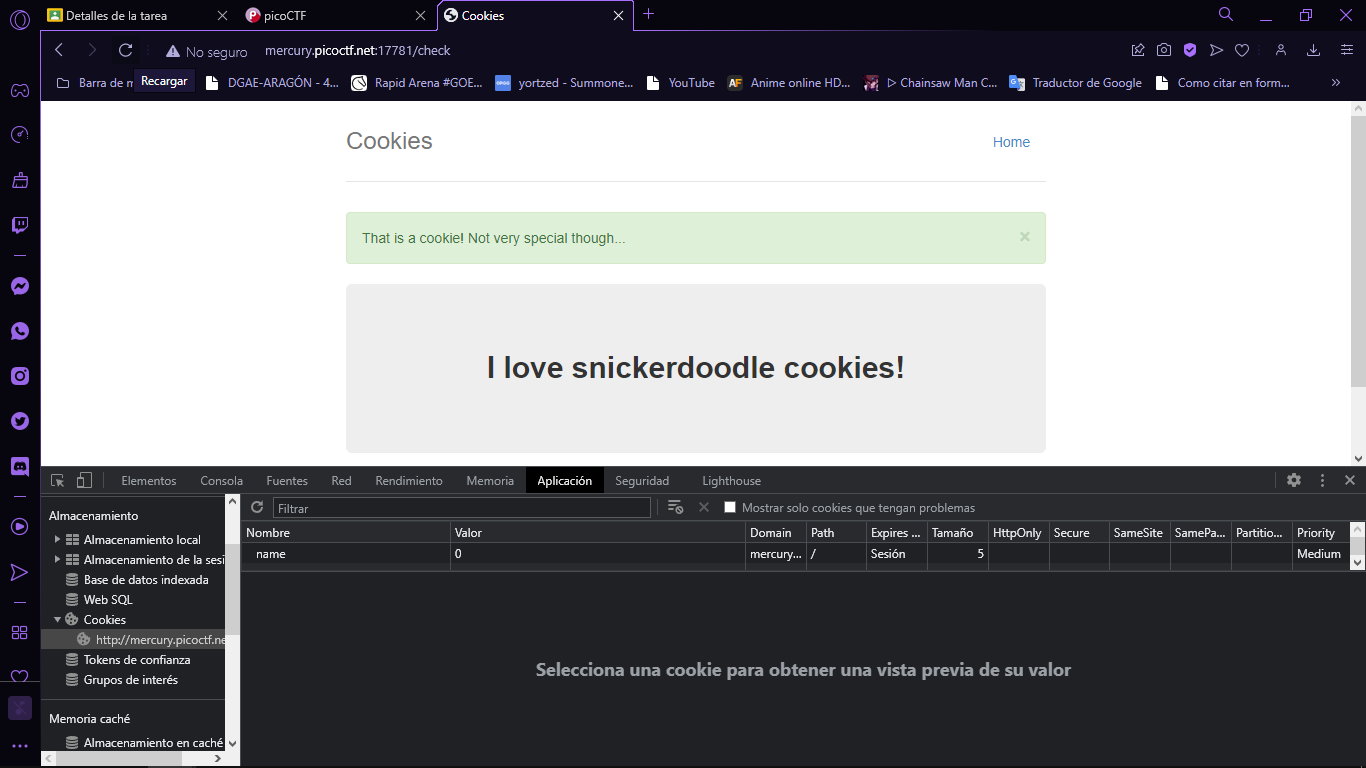 Detalles de la tarea
picoCTF
Cookies
No seguro
mercury.picoctf.net:17781/check
Barra de m
Recargar
DGAE-ARAGÓN - 4...
Rapid Arena #GOE...
yortzed - Summone...
YouTube
AF
Anime online HD...
▷ Chainsaw Man C...
Traductor de Google
Como citar en form...
»
Cookies
Home
That is a cookie! Not very special though...
×
I love snickerdoodle cookies!
Elementos
Consola
Fuentes
Red
Rendimiento
Memoria
Aplicación
Seguridad
Lighthouse
Almacenamiento
Almacenamiento local
Almacenamiento de la sesi
Base de datos indexada
Web SQL
Cookies
http://mercury.picoctf.ne
Tokens de confianza
Grupos de interés
Memoria caché
Almacenamiento en caché
Filtrar
Mostrar solo cookies que tengan problemas
Nombre Valor Domain Path Expires ... Tamaño HttpOnly Secure SameSite SamePa... Partitio... Priority
name 0 mercury... / Sesión 5 Medium
Selecciona una cookie para obtener una vista previa de su valor